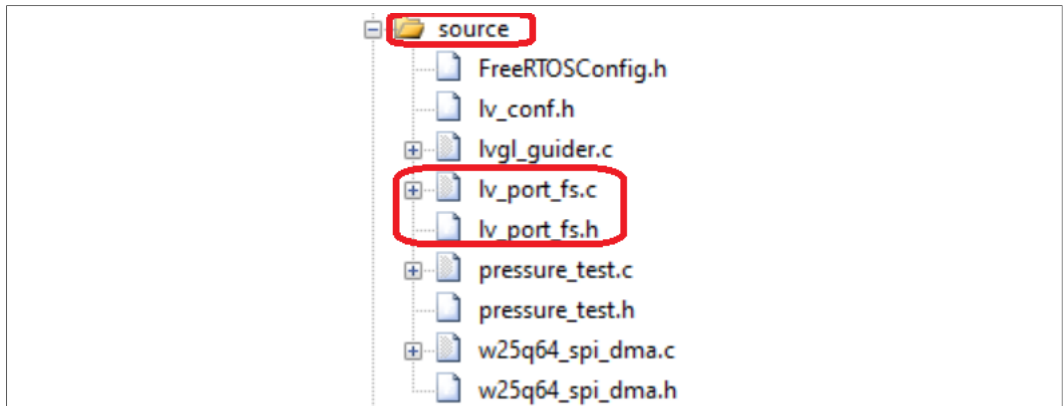 source
FreeRTOSConfig.h
lv_conf.h
lvgl_guider.c
lv_port_fs.c
lv_port_fs.h
pressure_test.c
pressure_test.h
w25q64_spi_dma.c
w25q64_spi_dma.h